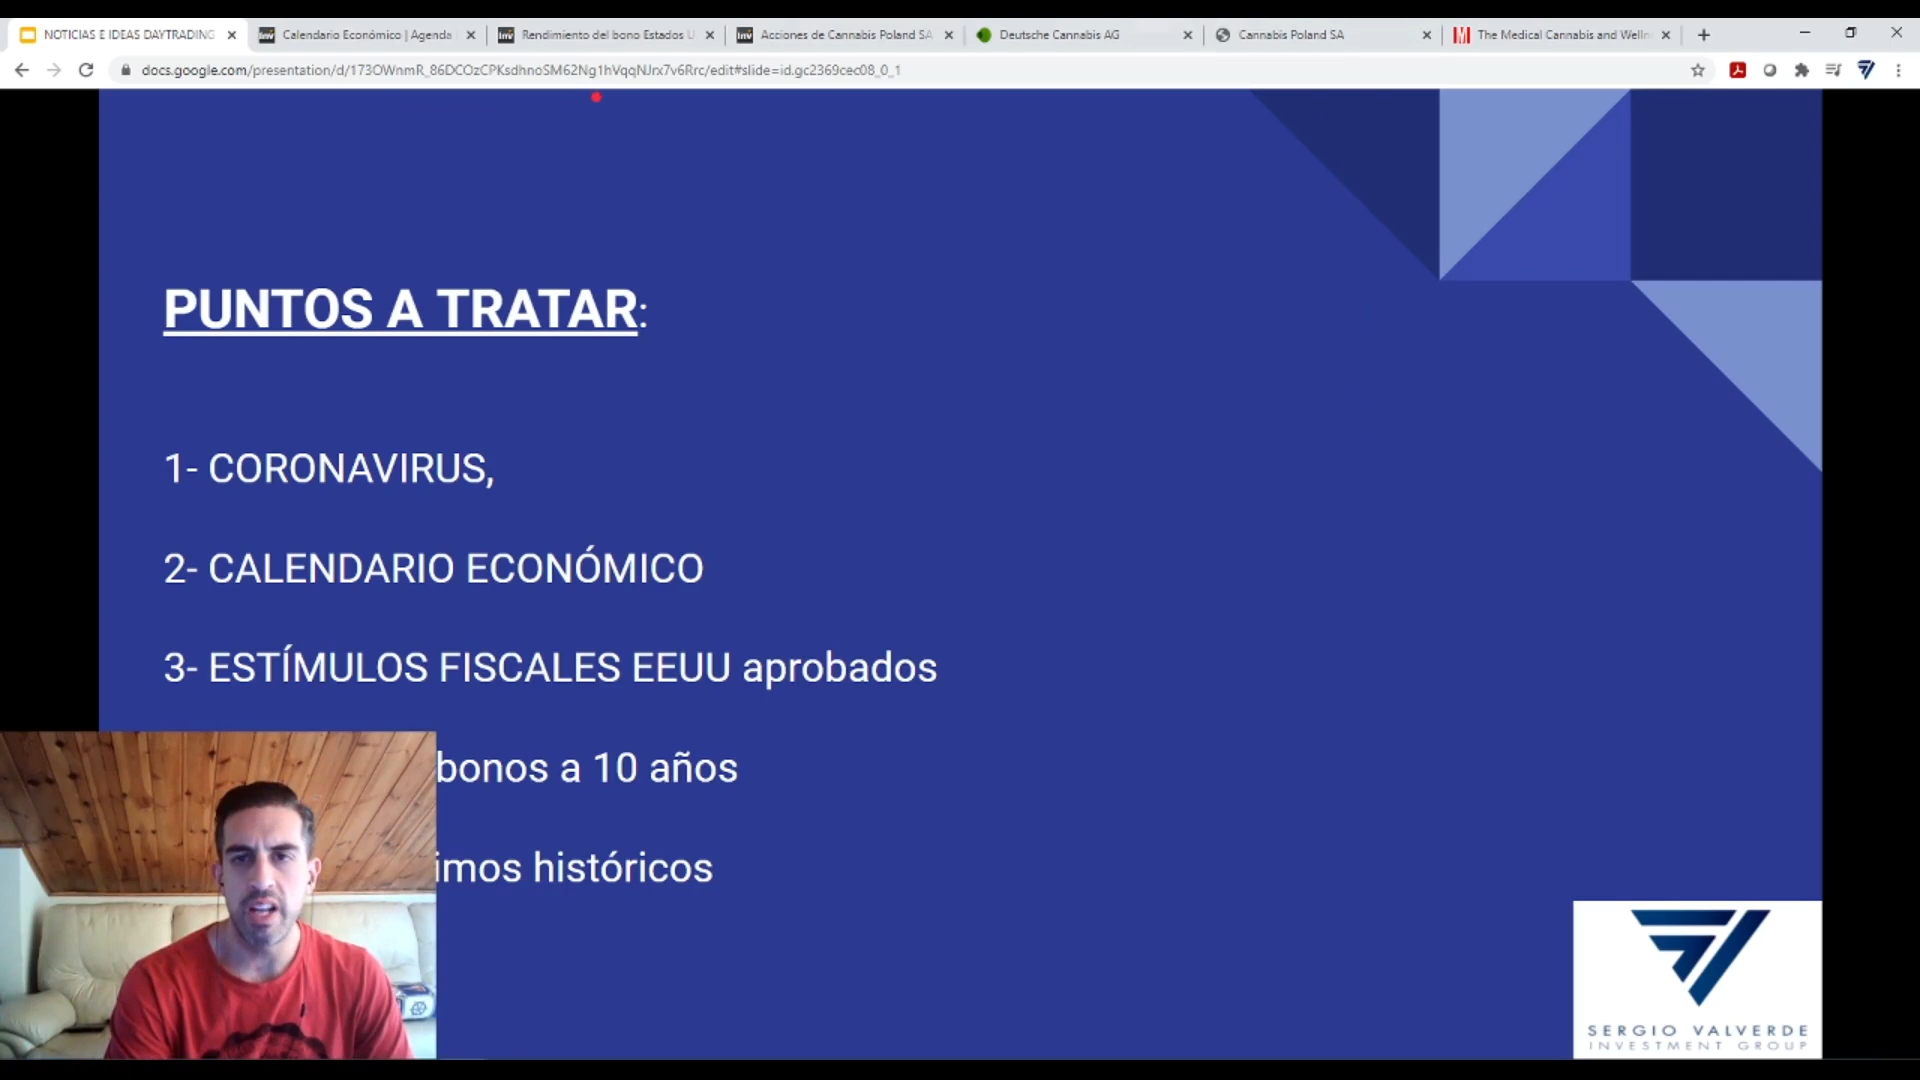 NOTICIAS E IDEAS DAYTRADING
Calendario Económico | Agenda
Rendimiento del bono Estados U
Acciones de Cannabis Poland SA
Deutsche Cannabis AG
Cannabis Poland SA
The Medical Cannabis and Welln
docs.google.com/presentation/d/173OWnmR_86DCOzCPKsdhnoSM62Ng1hVqqNJrx7v6Rrc/edit#slide=id.gc2369cec08_0_1
PUNTOS A TRATAR:
1- CORONAVIRUS,
2- CALENDARIO ECONÓMICO
3- ESTÍMULOS FISCALES EEUU aprobados
bonos a 10 años
imos históricos
SERGIO VALVERDE
INVESTMENT GROUP